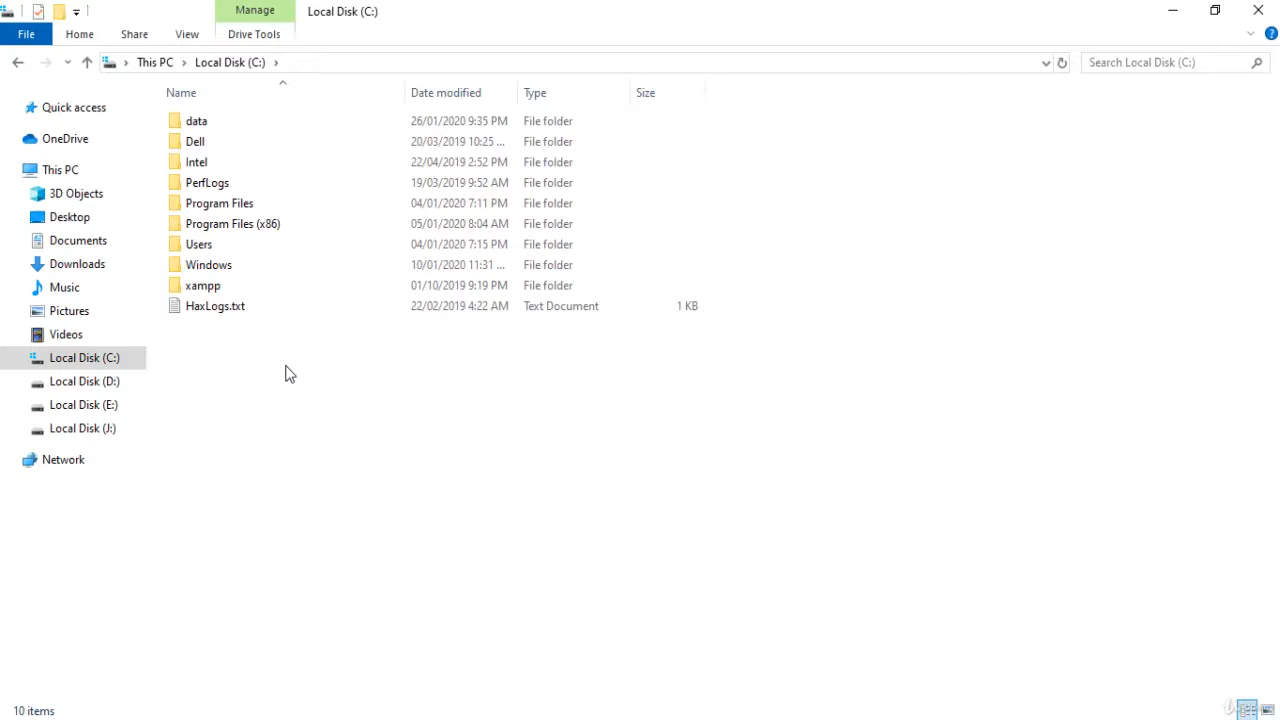 Manage
Local Disk (C:)
File
Home
Share
View
Drive Tools
This PC
Local Disk (C:)
Search Local Disk (C:)
Name
Date modified
Type
Size
Quick access
OneDrive
This PC
3D Objects
Desktop
Documents
Downloads
Music
Pictures
Videos
Local Disk (C:)
Local Disk (D:)
Local Disk (E:)
Local Disk (J:)
Network
data 26/01/2020 9:35 PM File folder
Dell 20/03/2019 10:25 ... File folder
Intel 22/04/2019 2:52 PM File folder
PerfLogs 19/03/2019 9:52 AM File folder
Program Files 04/01/2020 7:11 PM File folder
Program Files (x86) 05/01/2020 8:04 AM File folder
Users 04/01/2020 7:15 PM File folder
Windows 10/01/2020 11:31 ... File folder
xampp 01/10/2019 9:19 PM File folder
HaxLogs.txt 22/02/2019 4:22 AM Text Document 1 KB
10 items